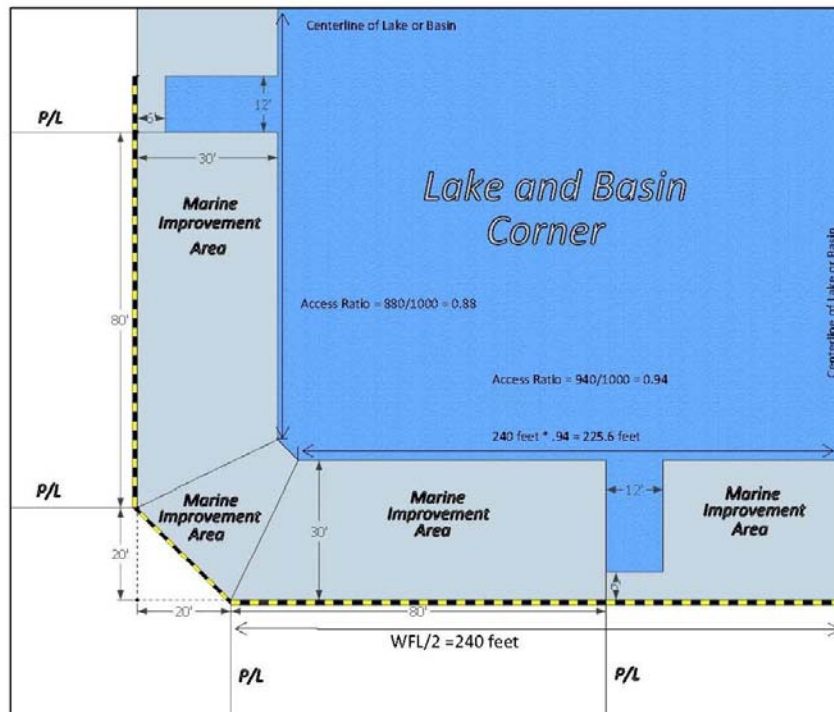 Centerline of Lake or Basin
P/L
12'
30'
Lake and Basin
Corner
Marine
Improvement
Area
Centerline of Lake or Basin
Access Ratio = 880/1000 = 0.88
80'
Access Ratio = 940/1000 = 0.94
240 feet * .94 = 225.6 feet
P/L
Marine
Improvement
Area
Marine
Improvement
Area
12'
Marine
Improvement
Area
20'
30'
20'
80'
WFL/2 =240 feet
P/L
P/L